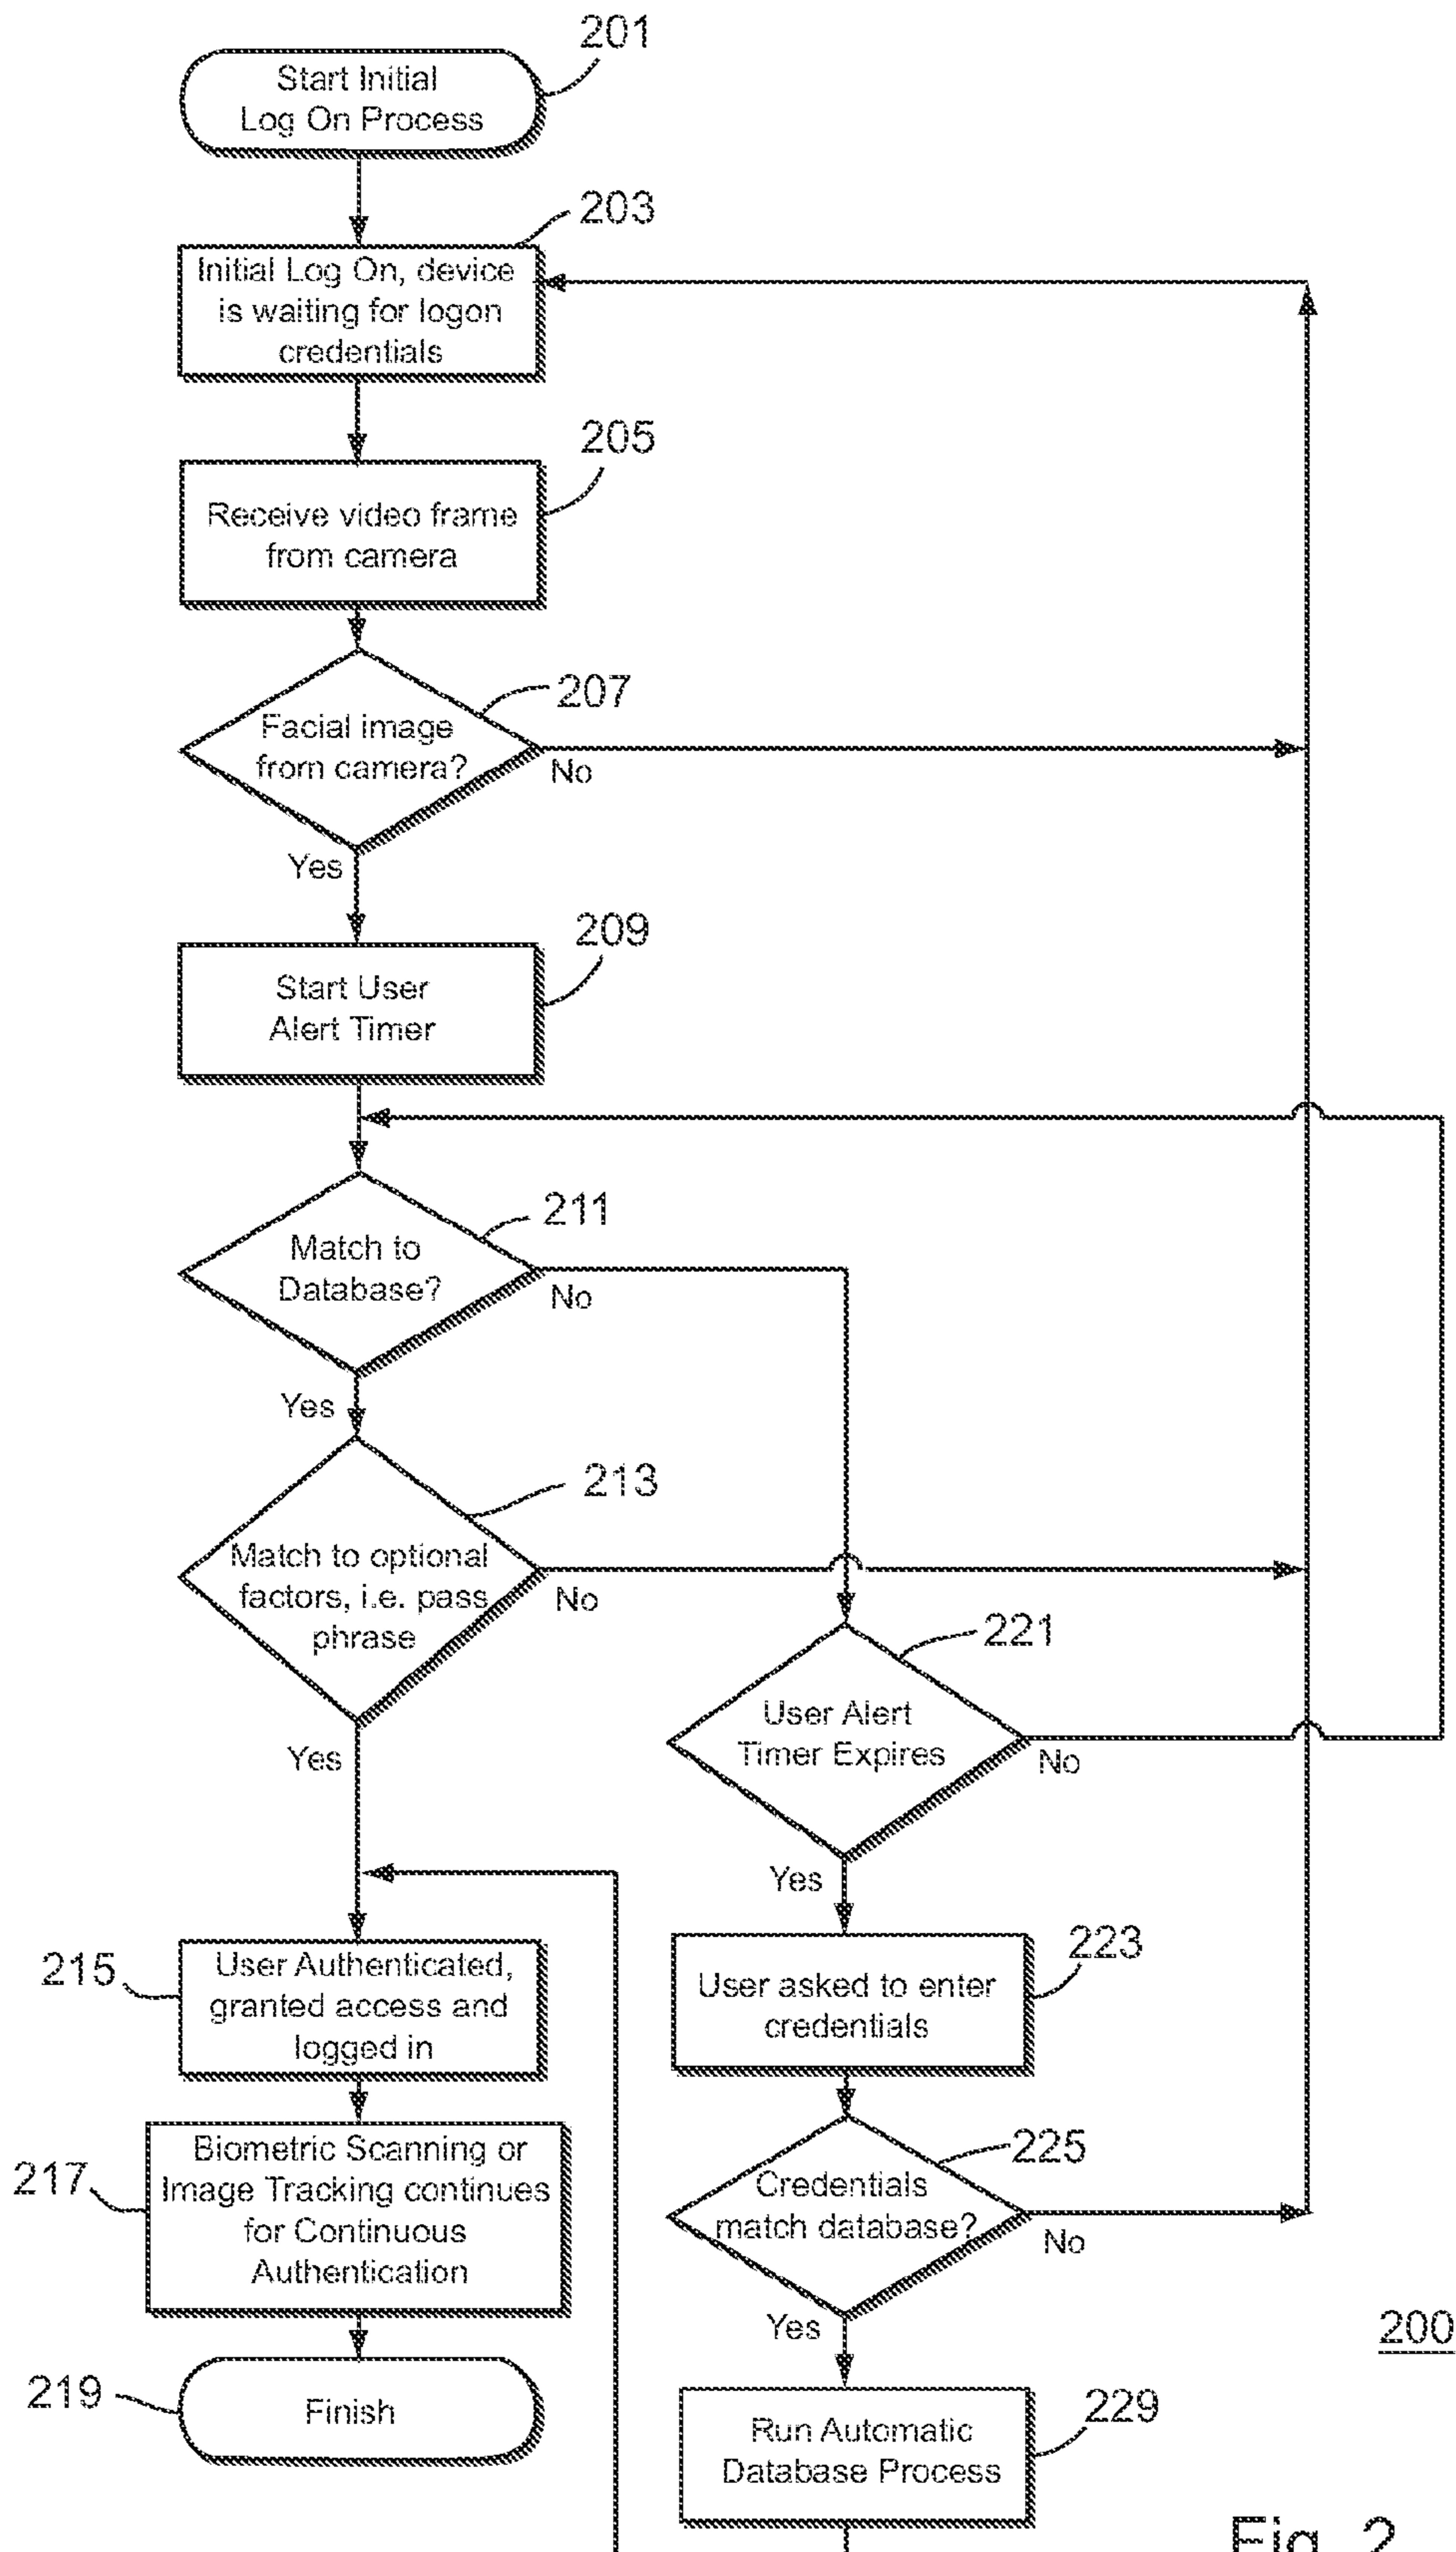 201
Start Initial
Log On Process
203
Initial Log On, device
is waiting for logon
credentials
205
Receive video frame
from camera
207
Facial image
from camera?
No
Yes
209
Start User
Alert Timer
211
Match to
Database?
No
Yes
213
Match to optional
factors, i.e. pass
phrase
No
Yes
221
User Alert
Timer Expires
No
Yes
215
User Authenticated,
granted access and
logged in
223
User asked to enter
credentials
217
Biometric Scanning or
Image Tracking continues
for Continuous
Authentication
225
Credentials
match database?
No
Yes
200
219
Finish
229
Run Automatic
Database Process
Fig. 2